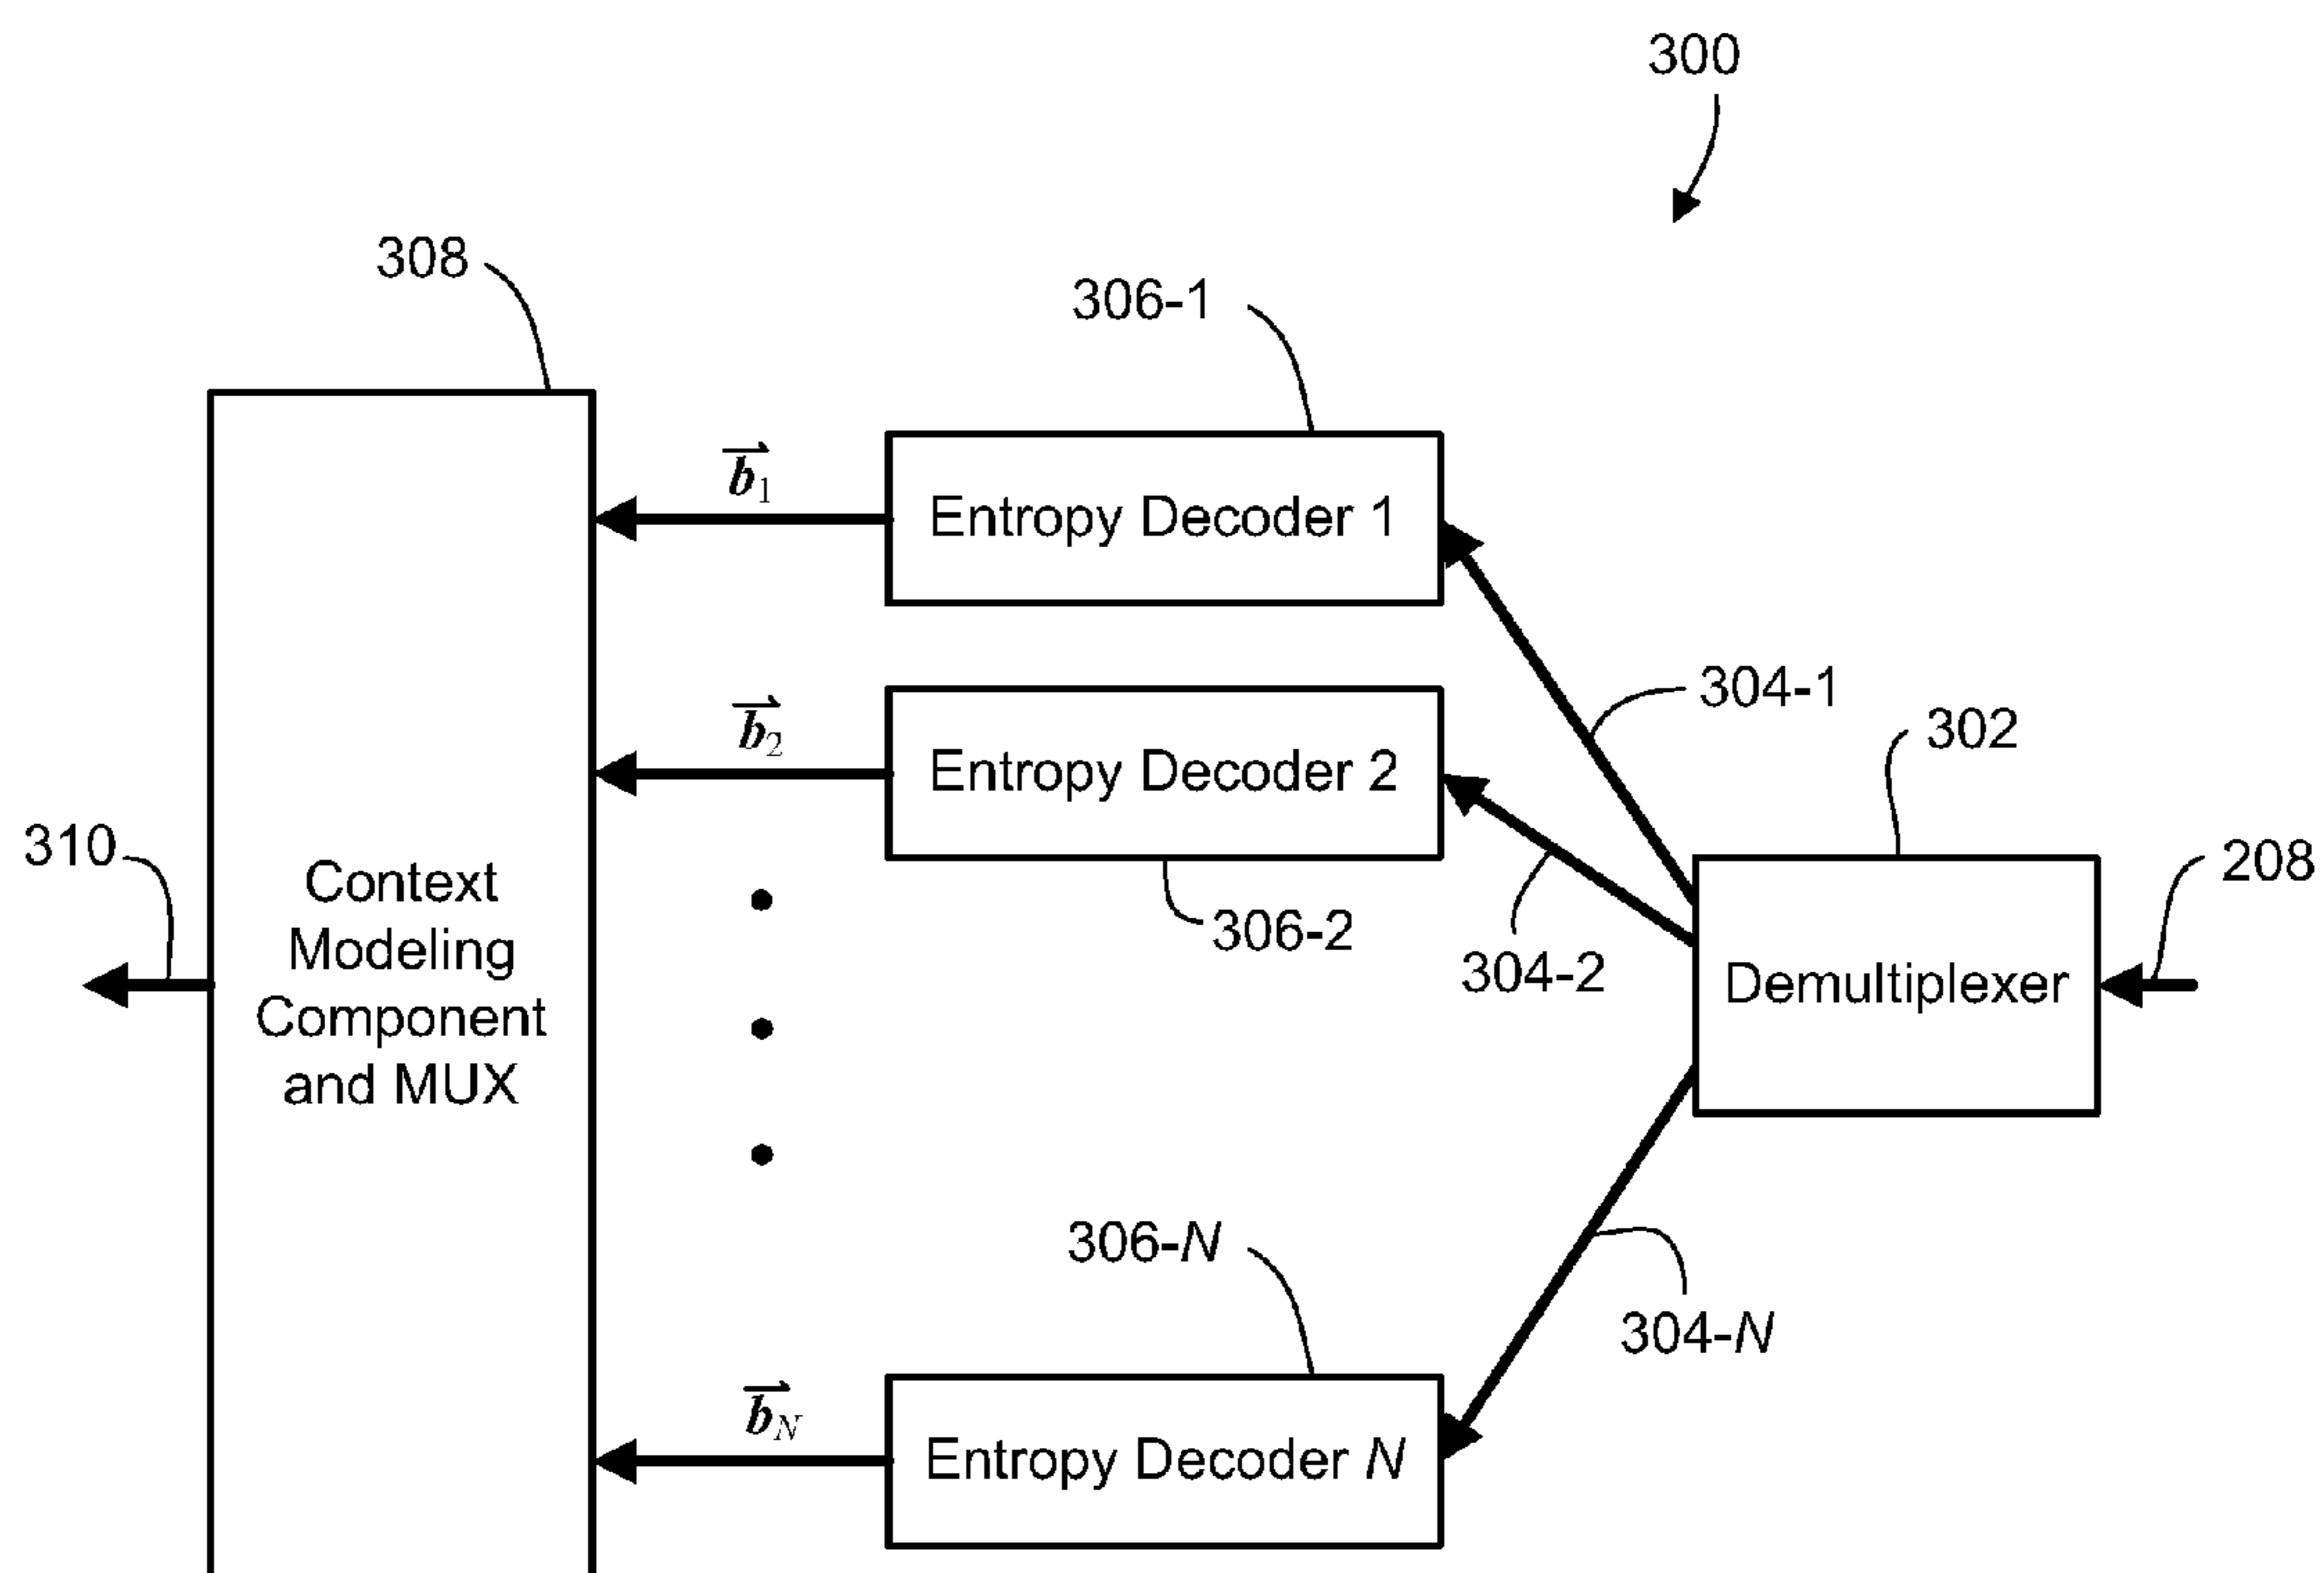 300
308
306-1
b₁
Entropy Decoder 1
304-1
302
b₂
Entropy Decoder 2
310
208
Context
Modeling
Component
and MUX
306-2
304-2
Demultiplexer
306-N
304-N
b_N
Entropy Decoder N